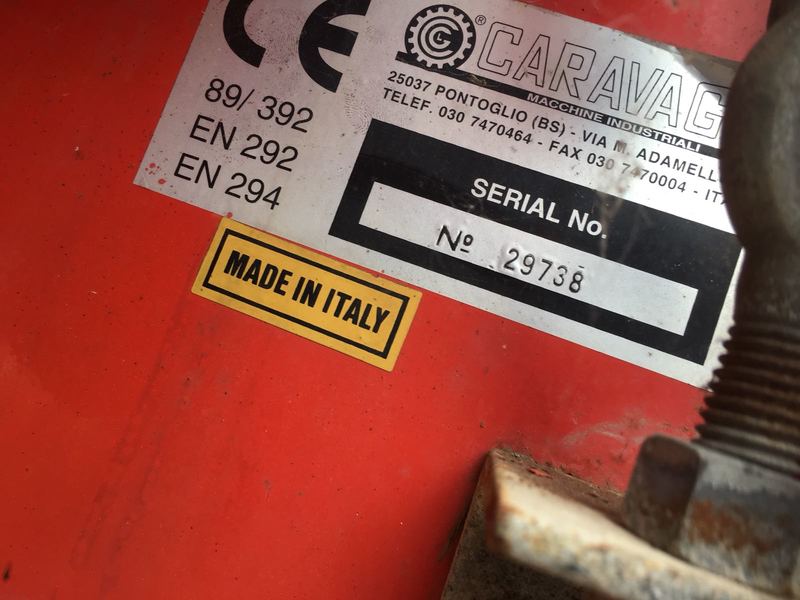 CE
®
CARAVAG
MACCHINE INDUSTRIALI
25037 PONTOGLIO (BS) - VIA M. ADAMELL
TELEF. 030 7470464 - FAX 030 7470004 - ITA
89/392
EN 292
EN 294
SERIAL No.
Nº 29738
MADE IN ITALY